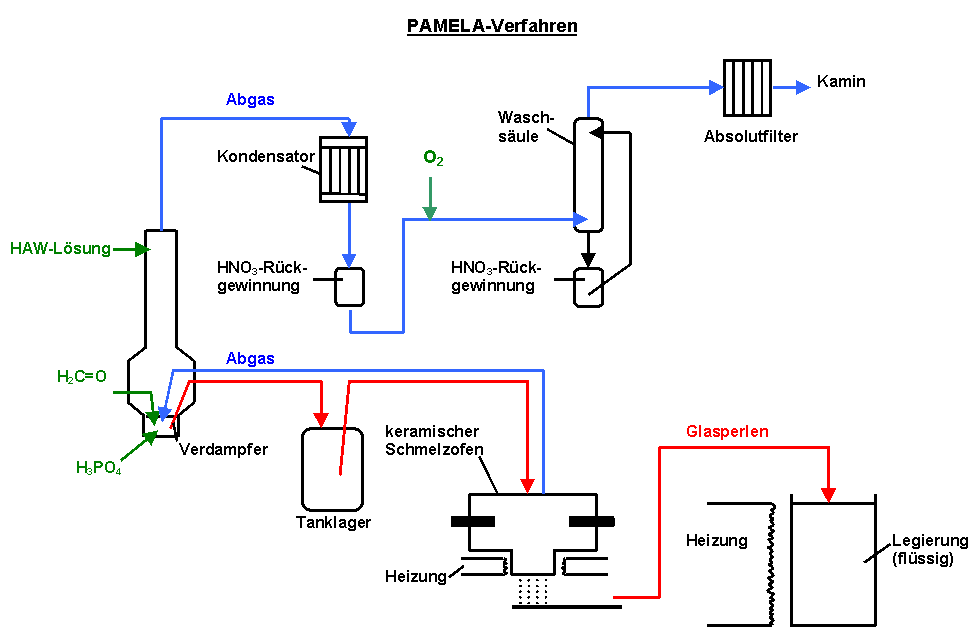 PAMELA-Verfahren
Kamin
Abgas
Wasch-
säule
Absolutfilter
Kondensator
O₂
HAW-Lösung
HNO₃-Rück-
gewinnung
HNO₃-Rück-
gewinnung
Abgas
H₂C=O
keramischer
Schmelzofen
Glasperlen
Verdampfer
H₃PO₄
Tanklager
Heizung
Legierung
(flüssig)
Heizung